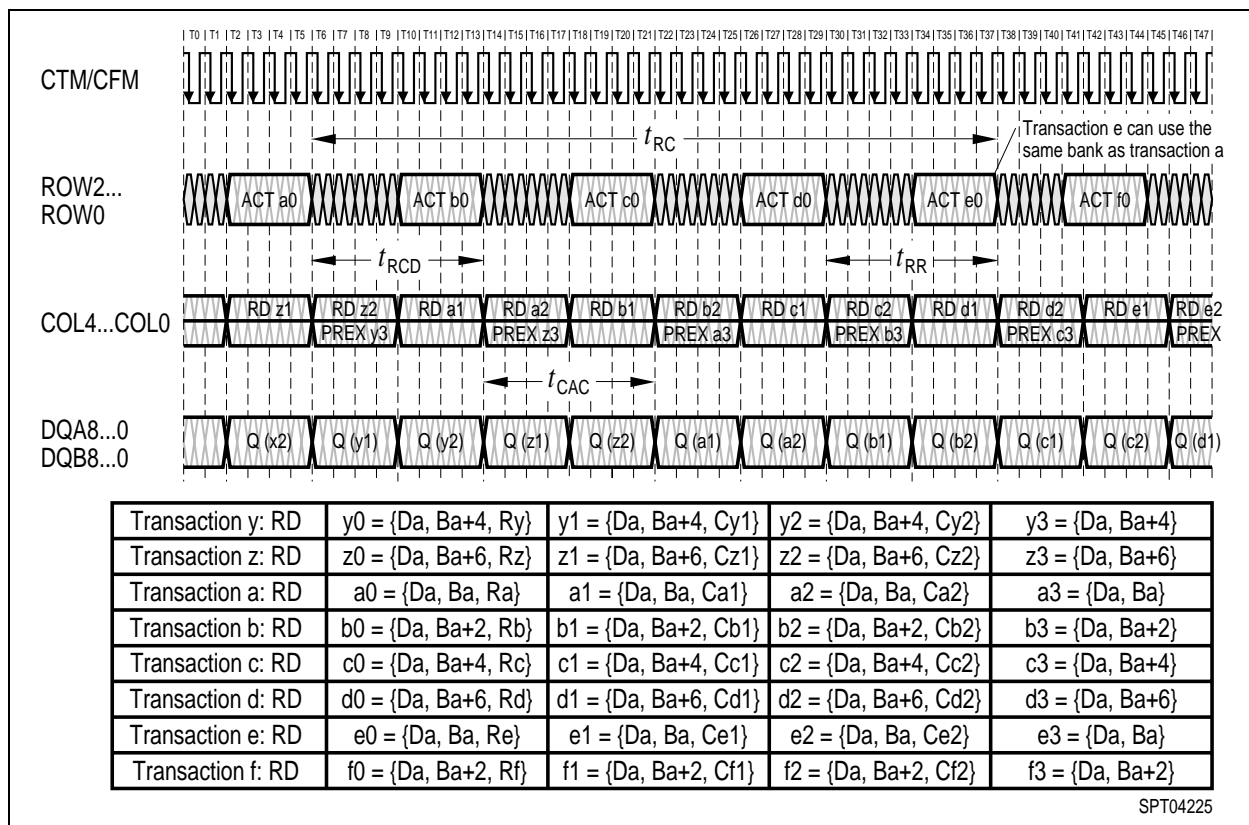 T0 T1 T2 T3 T4 T5 T6 T7 T8 T9 T10 T11 T12 T13 T14 T15 T16 T17 T18 T19 T20 T21 T22 T23 T24 T25 T26 T27 T28 T29 T30 T31 T32 T33 T34 T35 T36 T37 T38 T39 T40 T41 T42 T43 T44 T45 T46 T47
CTM/CFM
tRC
Transaction e can use the
same bank as transaction a
ROW2...
ROW0
ACT a0 ACT b0 ACT c0 ACT d0 ACT e0 ACT f0
tRCD tRR
COL4...COL0
RD z1 RD z2 RD a1 RD a2 RD b1 RD b2 RD c1 RD c2 RD d1 RD d2 RD e1 RD e2
PREX y3 PREX z3 PREX a3 PREX b3 PREX c3 PREX
tCAC
DQA8...0
DQB8...0
Q (x2) Q (y1) Q (y2) Q (z1) Q (z2) Q (a1) Q (a2) Q (b1) Q (b2) Q (c1) Q (c2) Q (d1)
Transaction y: RD y0 = {Da, Ba+4, Ry} y1 = {Da, Ba+4, Cy1} y2 = {Da, Ba+4, Cy2} y3 = {Da, Ba+4}
Transaction z: RD z0 = {Da, Ba+6, Rz} z1 = {Da, Ba+6, Cz1} z2 = {Da, Ba+6, Cz2} z3 = {Da, Ba+6}
Transaction a: RD a0 = {Da, Ba, Ra} a1 = {Da, Ba, Ca1} a2 = {Da, Ba, Ca2} a3 = {Da, Ba}
Transaction b: RD b0 = {Da, Ba+2, Rb} b1 = {Da, Ba+2, Cb1} b2 = {Da, Ba+2, Cb2} b3 = {Da, Ba+2}
Transaction c: RD c0 = {Da, Ba+4, Rc} c1 = {Da, Ba+4, Cc1} c2 = {Da, Ba+4, Cc2} c3 = {Da, Ba+4}
Transaction d: RD d0 = {Da, Ba+6, Rd} d1 = {Da, Ba+6, Cd1} d2 = {Da, Ba+6, Cd2} d3 = {Da, Ba+6}
Transaction e: RD e0 = {Da, Ba, Re} e1 = {Da, Ba, Ce1} e2 = {Da, Ba, Ce2} e3 = {Da, Ba}
Transaction f: RD f0 = {Da, Ba+2, Rf} f1 = {Da, Ba+2, Cf1} f2 = {Da, Ba+2, Cf2} f3 = {Da, Ba+2}
SPT04225